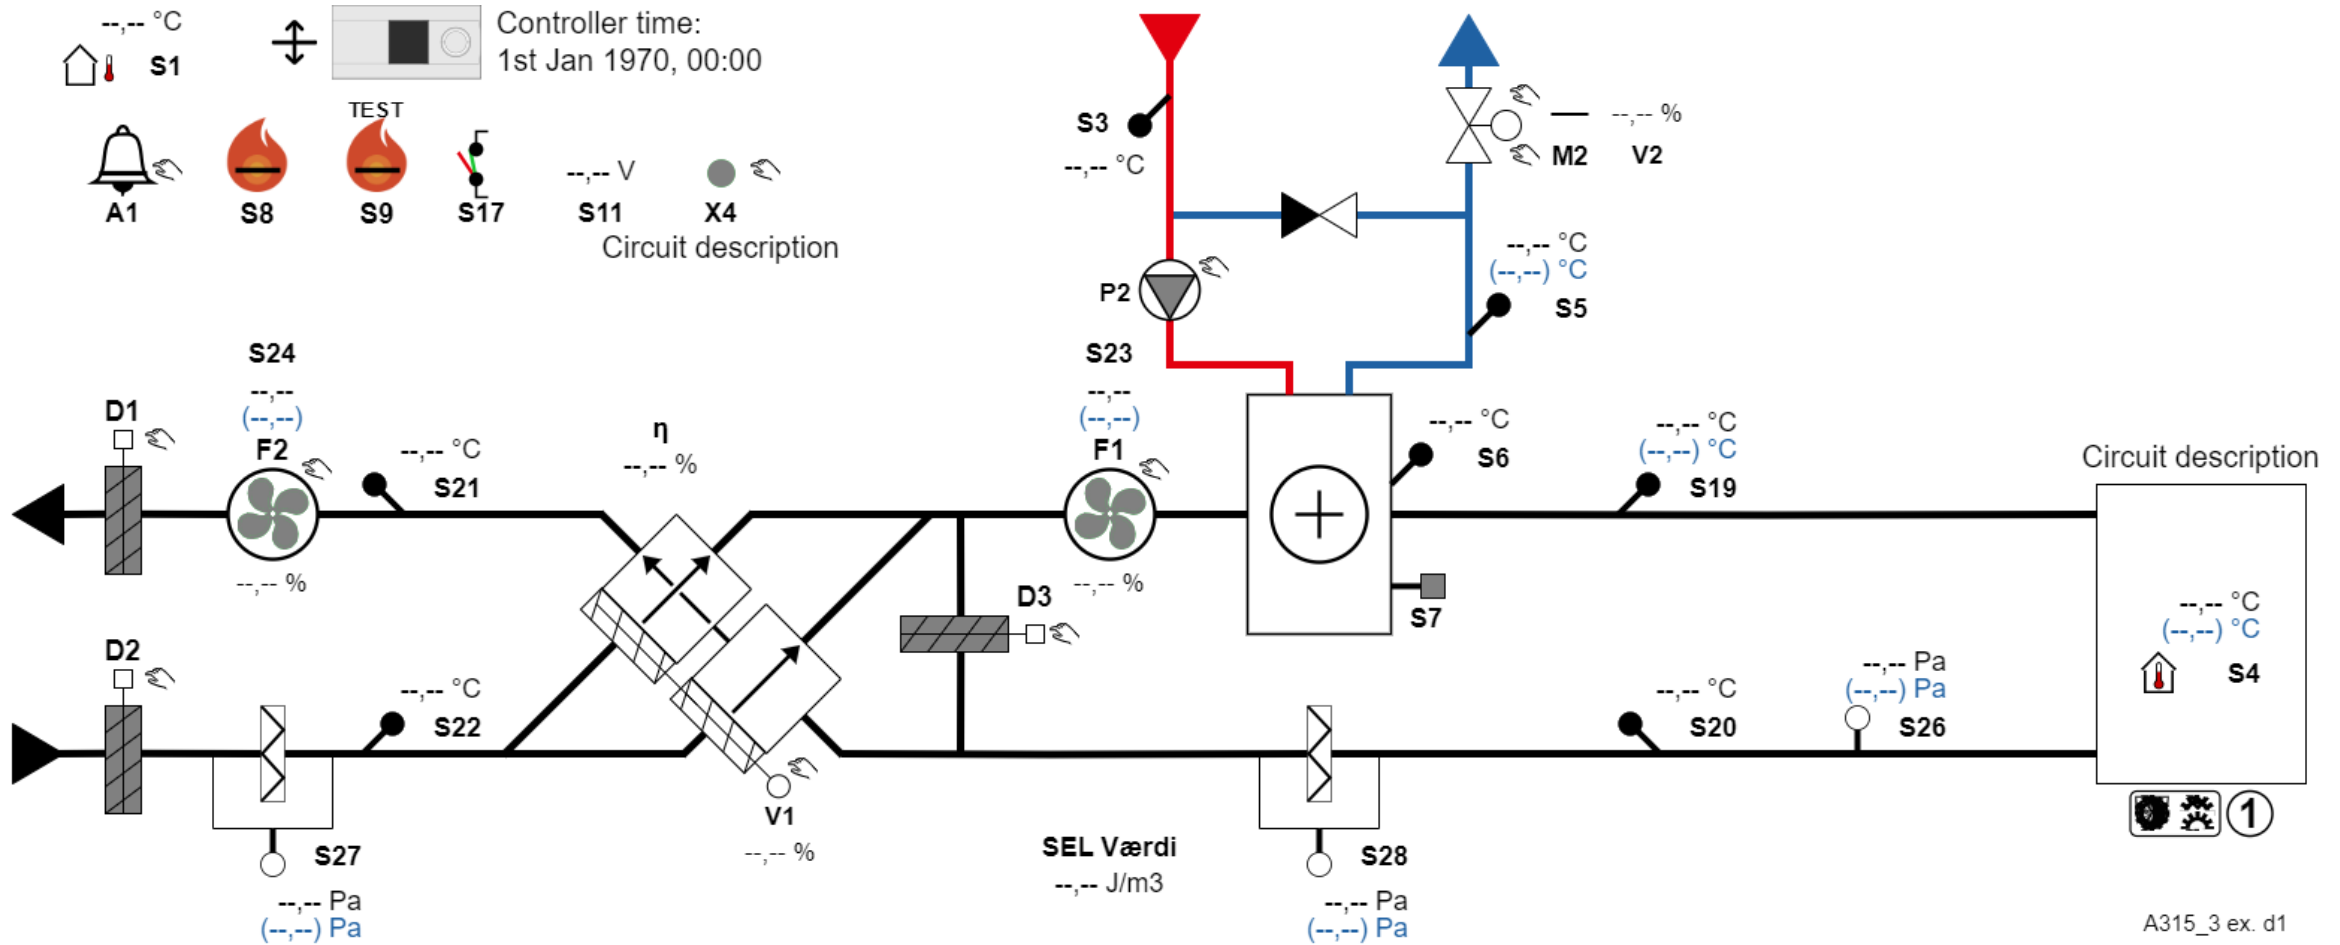 --,-- °C
S1
Controller time:
1st Jan 1970, 00:00
TEST
A1
S8
S9
S17
--,-- V
S11
X4
Circuit description
S3
--,-- °C
--,-- %
M2
V2
--,-- °C
(--,--) °C
S5
P2
S24
--,--
(--,--)
F2
--,-- %
D1
--,-- °C
S21
η
--,-- %
S23
--,--
(--,--)
F1
--,-- %
--,-- °C
S6
--,-- °C
(--,--) °C
S19
Circuit description
D3
S7
--,-- °C
(--,--) °C
S4
D2
--,-- °C
S22
--,-- °C
S20
--,-- Pa
(--,--) Pa
S26
V1
--,-- %
S27
--,-- Pa
(--,--) Pa
SEL Værdi
--,-- J/m3
S28
--,-- Pa
(--,--) Pa
1
A315_3 ex. d1